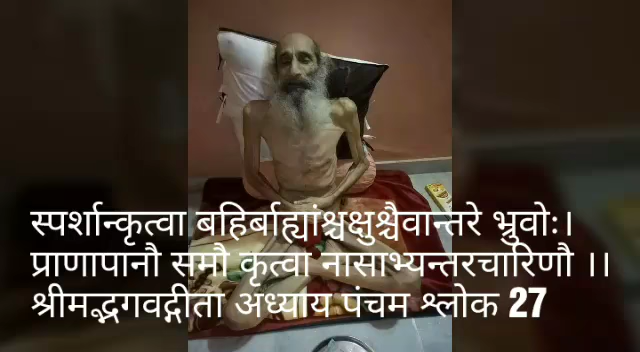 स्पर्शान्कृत्वा बहिर्बाह्यांश्चक्षुश्चैवान्तरे भ्रुवोः।
प्राणापानौ समौ कृत्वा नासाभ्यन्तरचारिणौ ।।
श्रीमद्भगवद्गीता अध्याय पंचम श्लोक 27